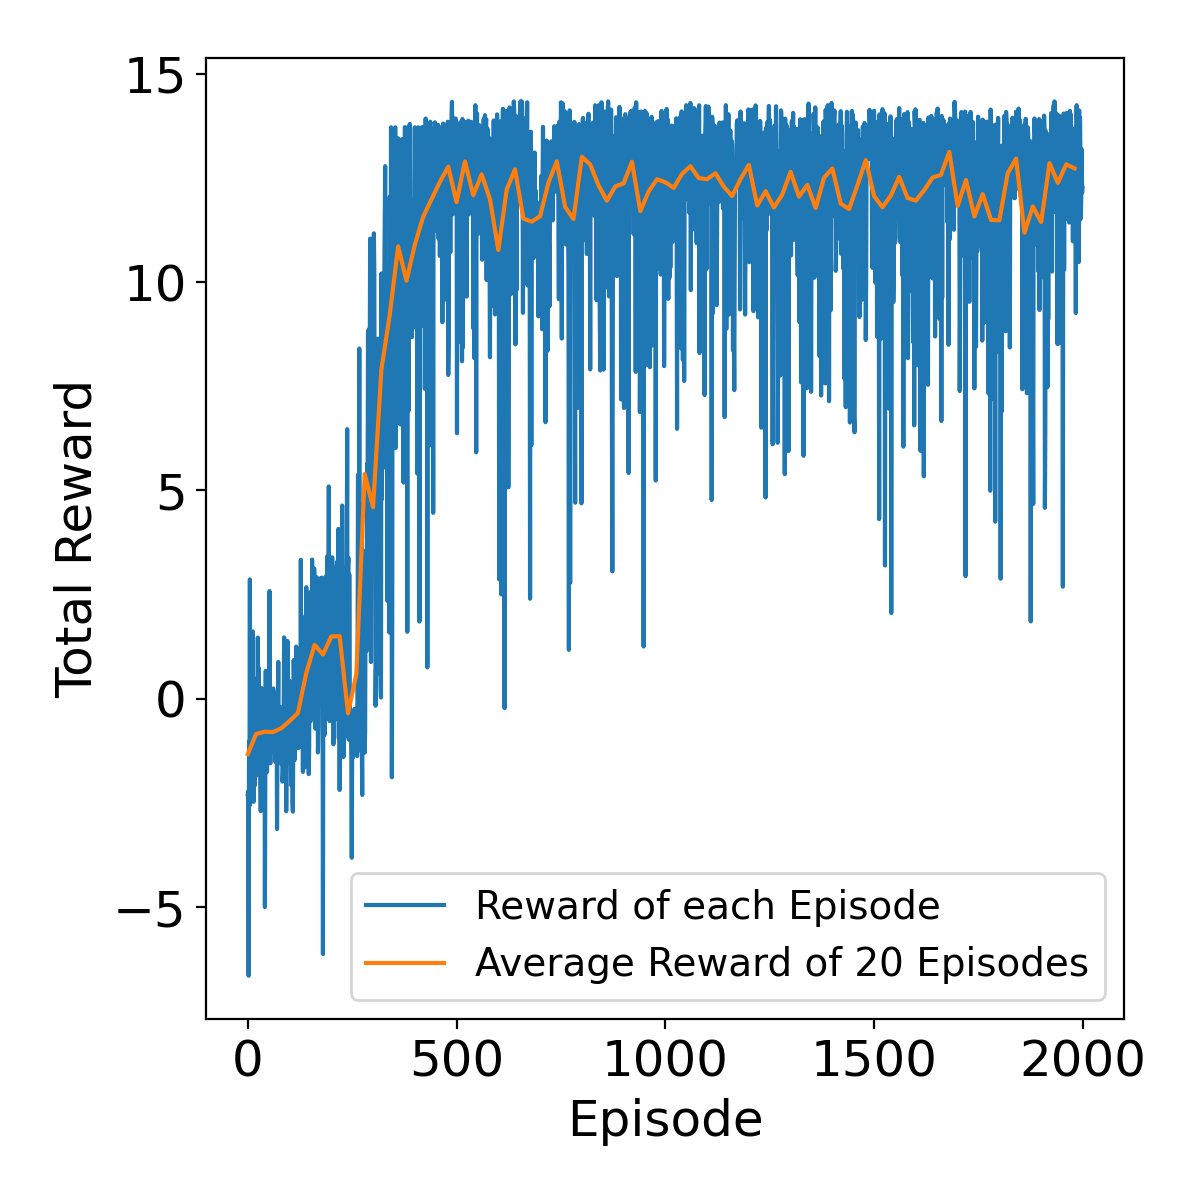 15
10
5
0
−5
Total Reward
Reward of each Episode
Average Reward of 20 Episodes
0 500 1000 1500 2000
Episode